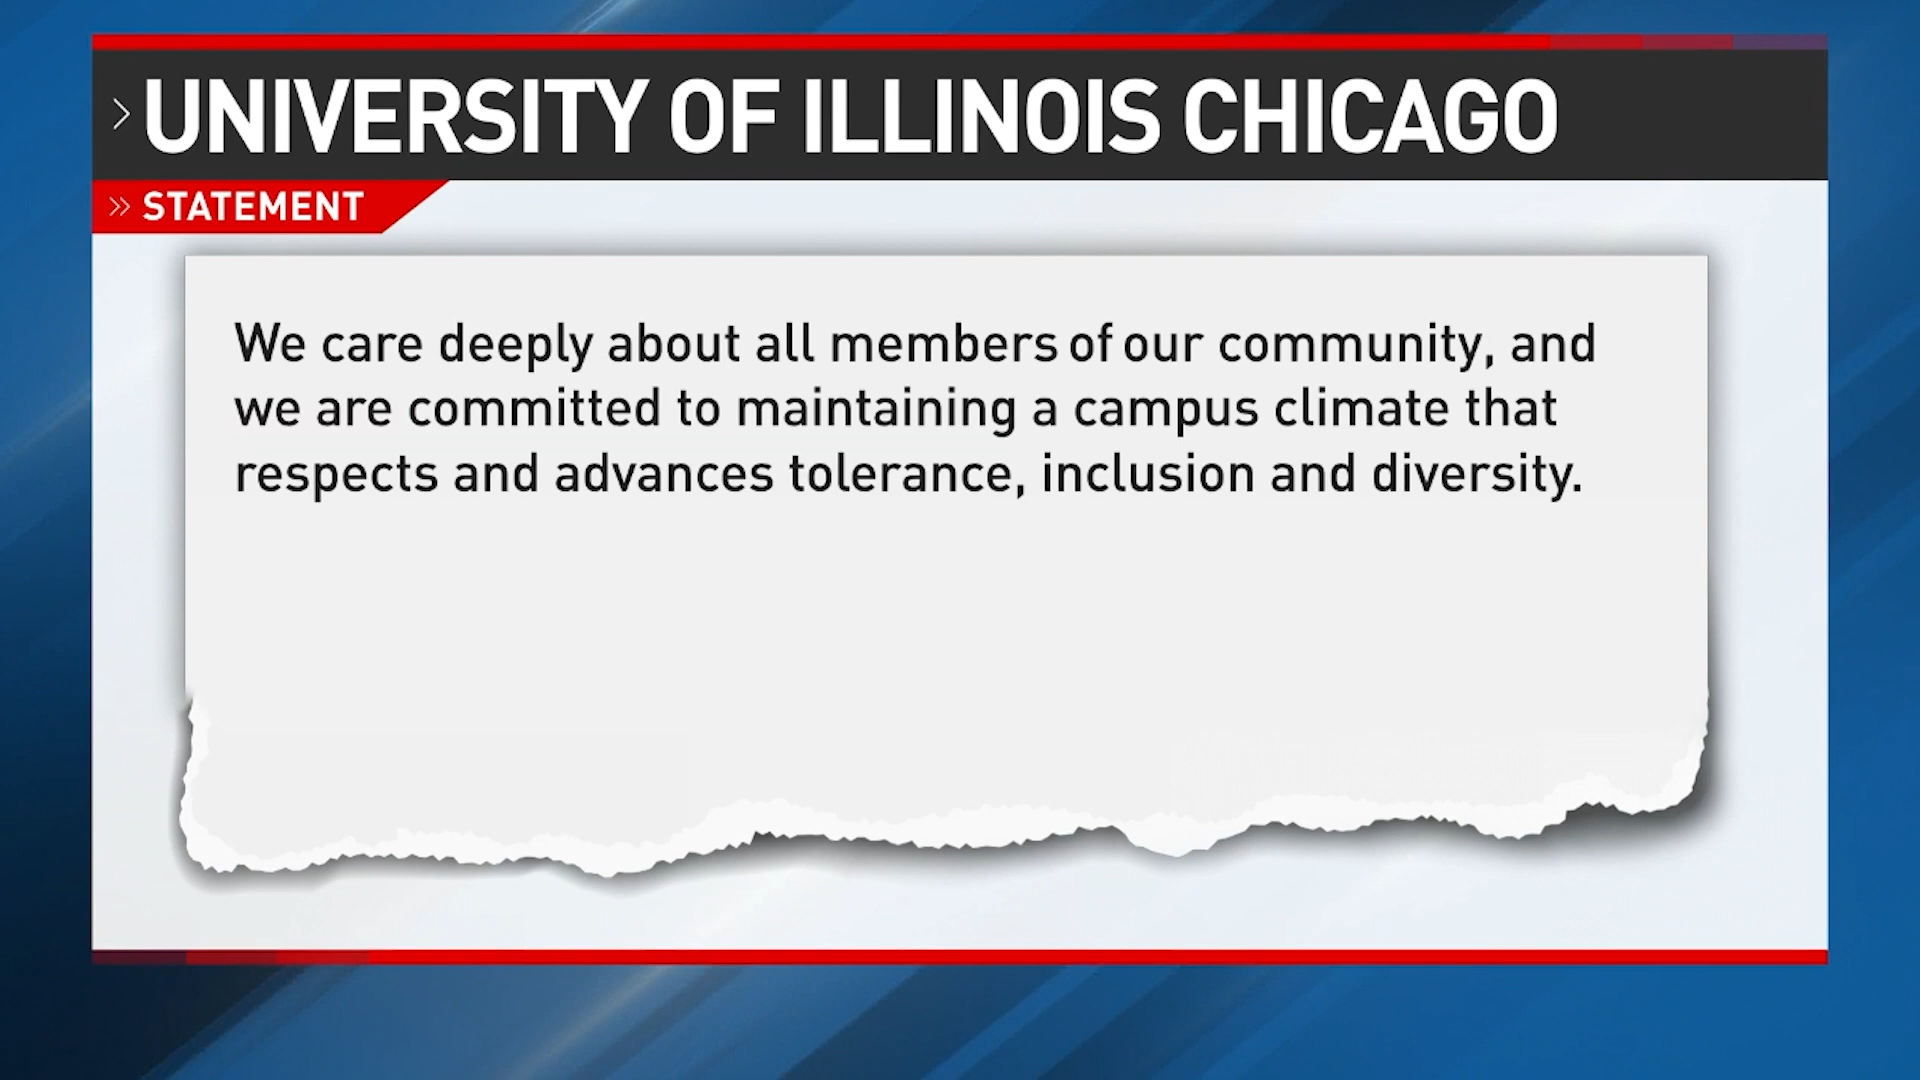 UNIVERSITY OF ILLINOIS CHICAGO
STATEMENT
We care deeply about all members of our community, and
we are committed to maintaining a campus climate that
respects and advances tolerance, inclusion and diversity.